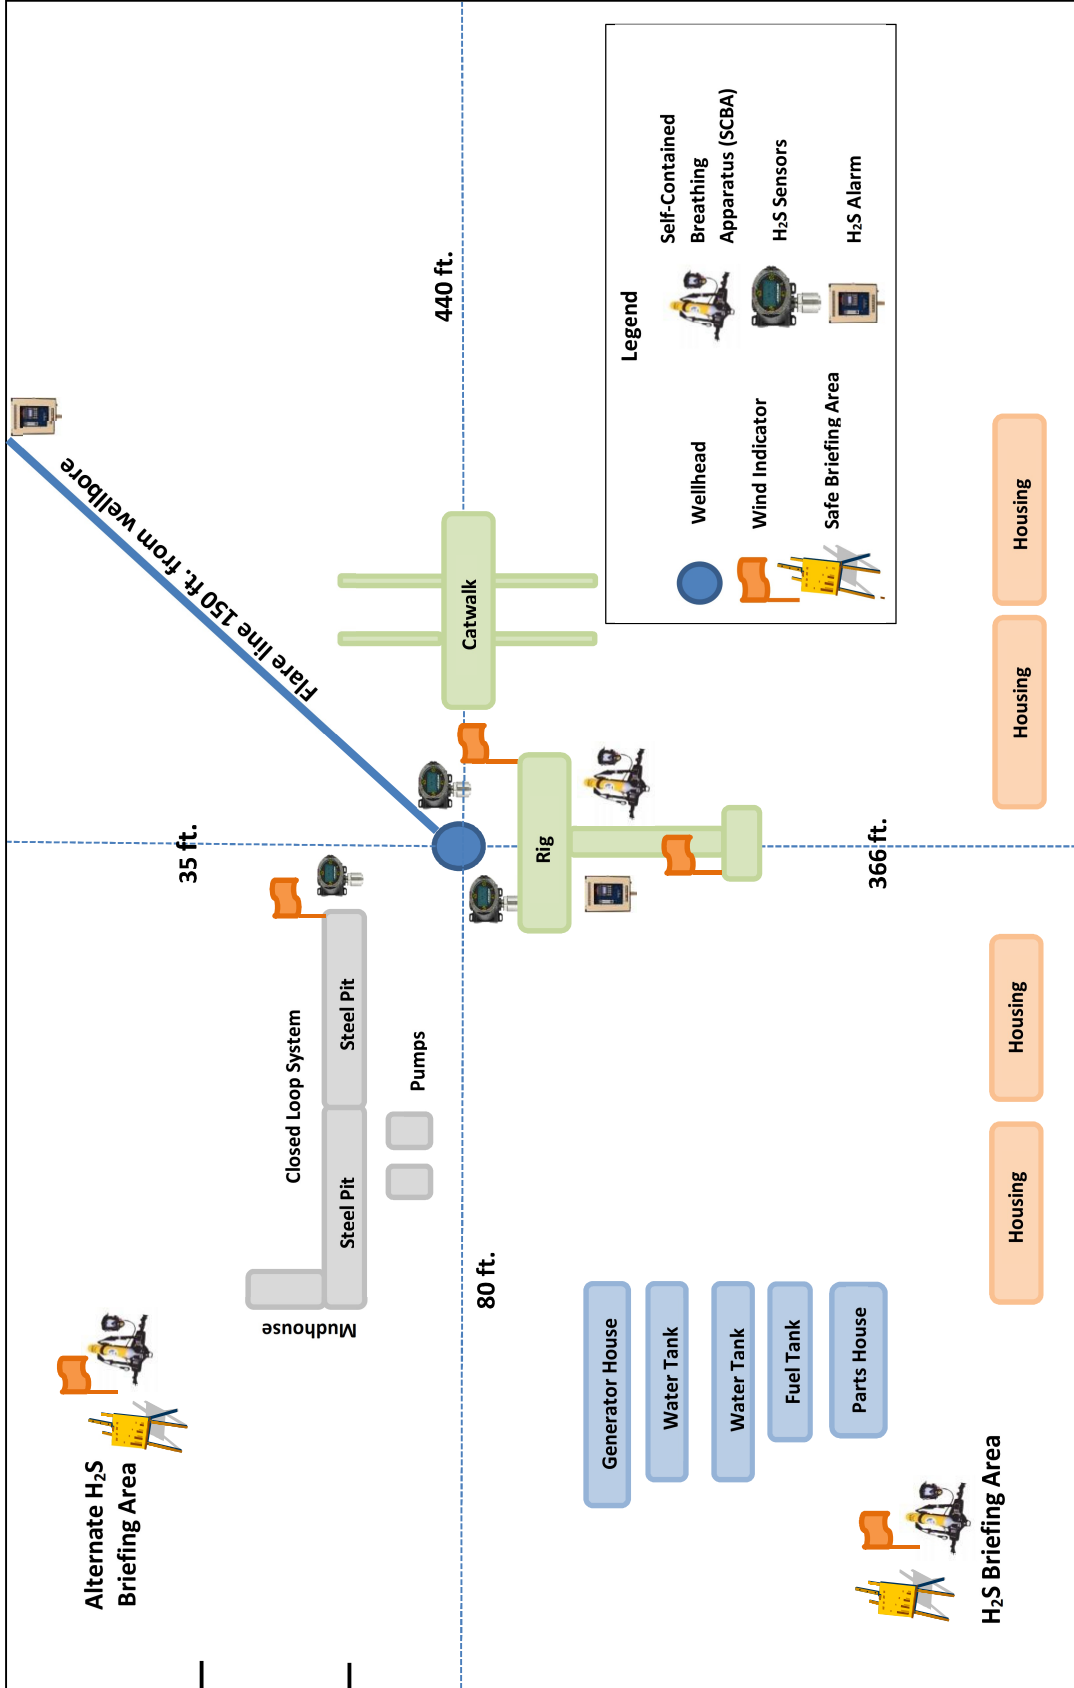 Alternate H₂S
Briefing Area
Mudhouse
Closed Loop System
Steel Pit
Steel Pit
Pumps
35 ft.
Flare line 150 ft. from wellbore
440 ft.
80 ft.
Catwalk
Rig
366 ft.
Generator House
Water Tank
Water Tank
Fuel Tank
Parts House
H₂S Briefing Area
Housing
Housing
Housing
Housing
Legend
Wellhead
Wind Indicator
Safe Briefing Area
Self-Contained
Breathing
Apparatus (SCBA)
H₂S Sensors
H₂S Alarm